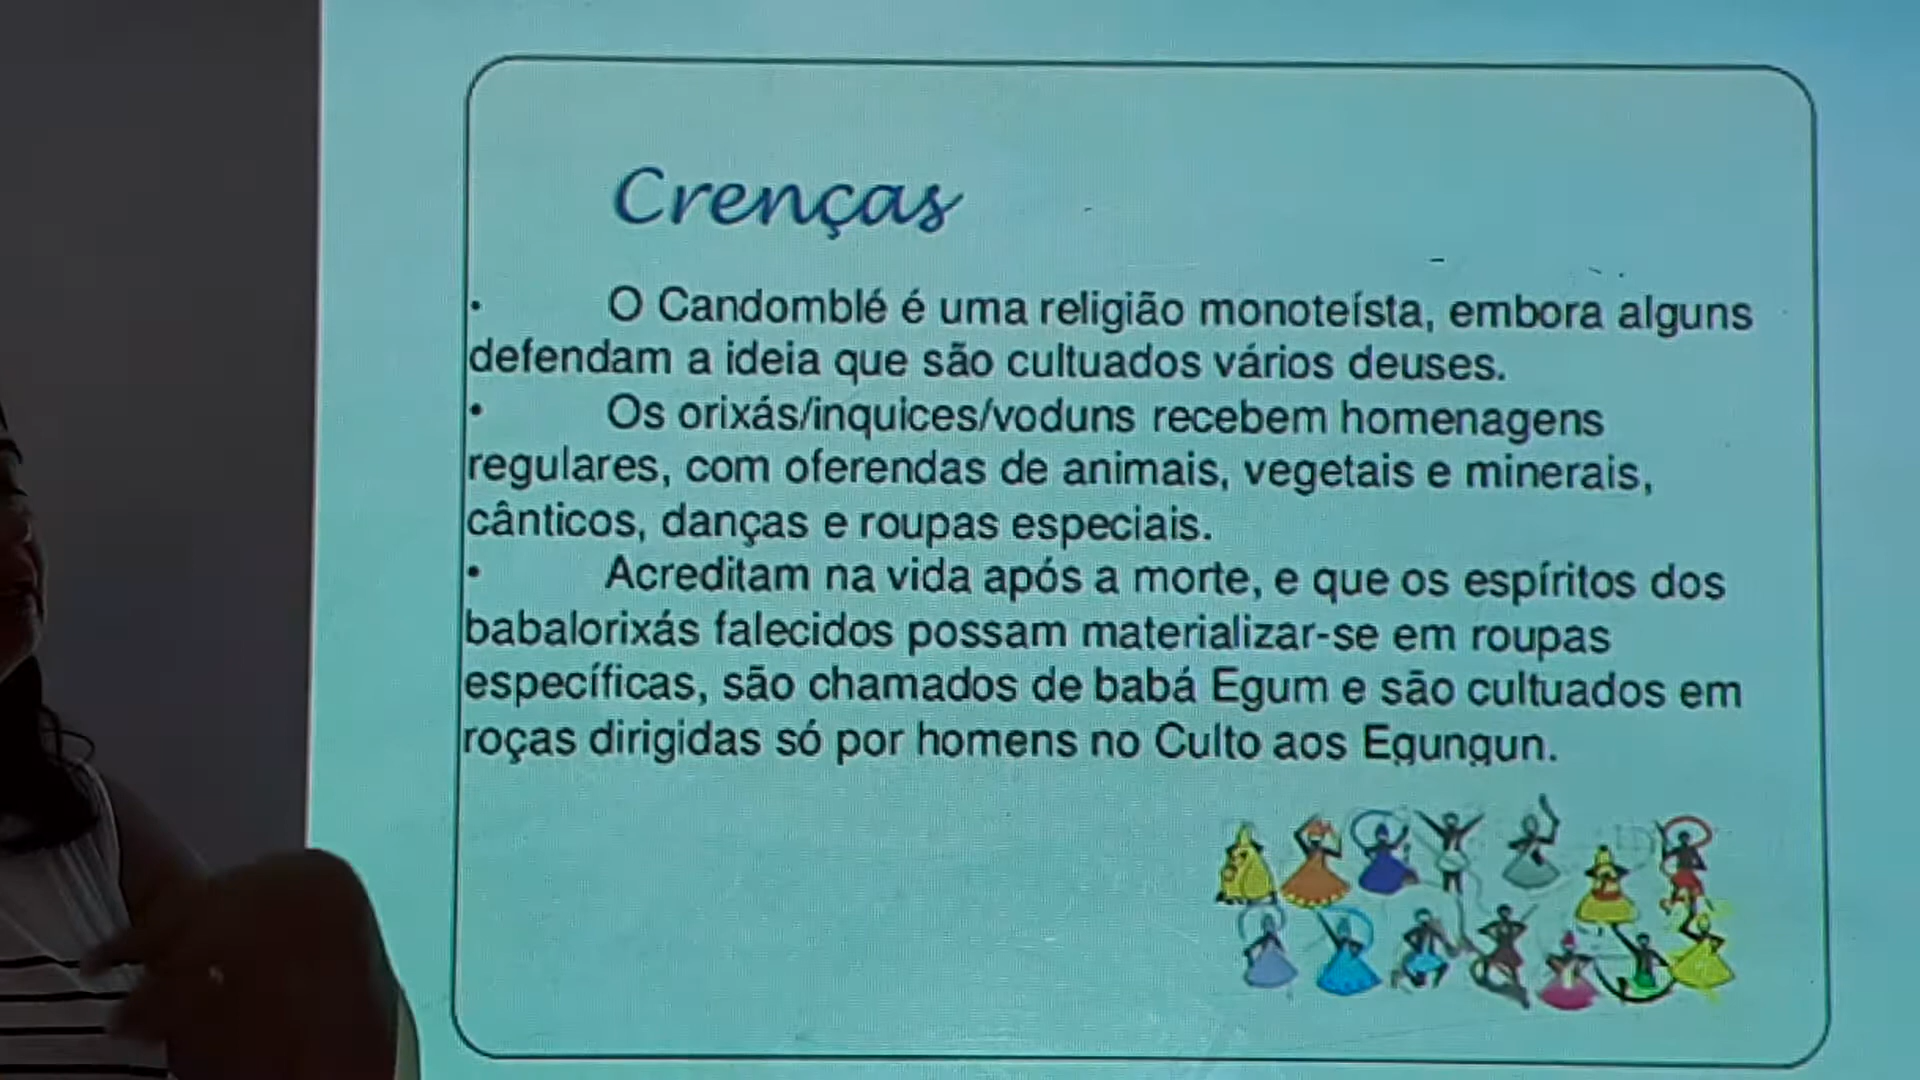 Crenças
• O Candomblé é uma religião monoteísta, embora alguns
defendam a ideia que são cultuados vários deuses.
• Os orixás/inquices/voduns recebem homenagens
regulares, com oferendas de animais, vegetais e minerais,
cânticos, danças e roupas especiais.
• Acreditam na vida após a morte, e que os espíritos dos
babalorixás falecidos possam materializar-se em roupas
específicas, são chamados de babá Egum e são cultuados em
roças dirigidas só por homens no Culto aos Egungun.